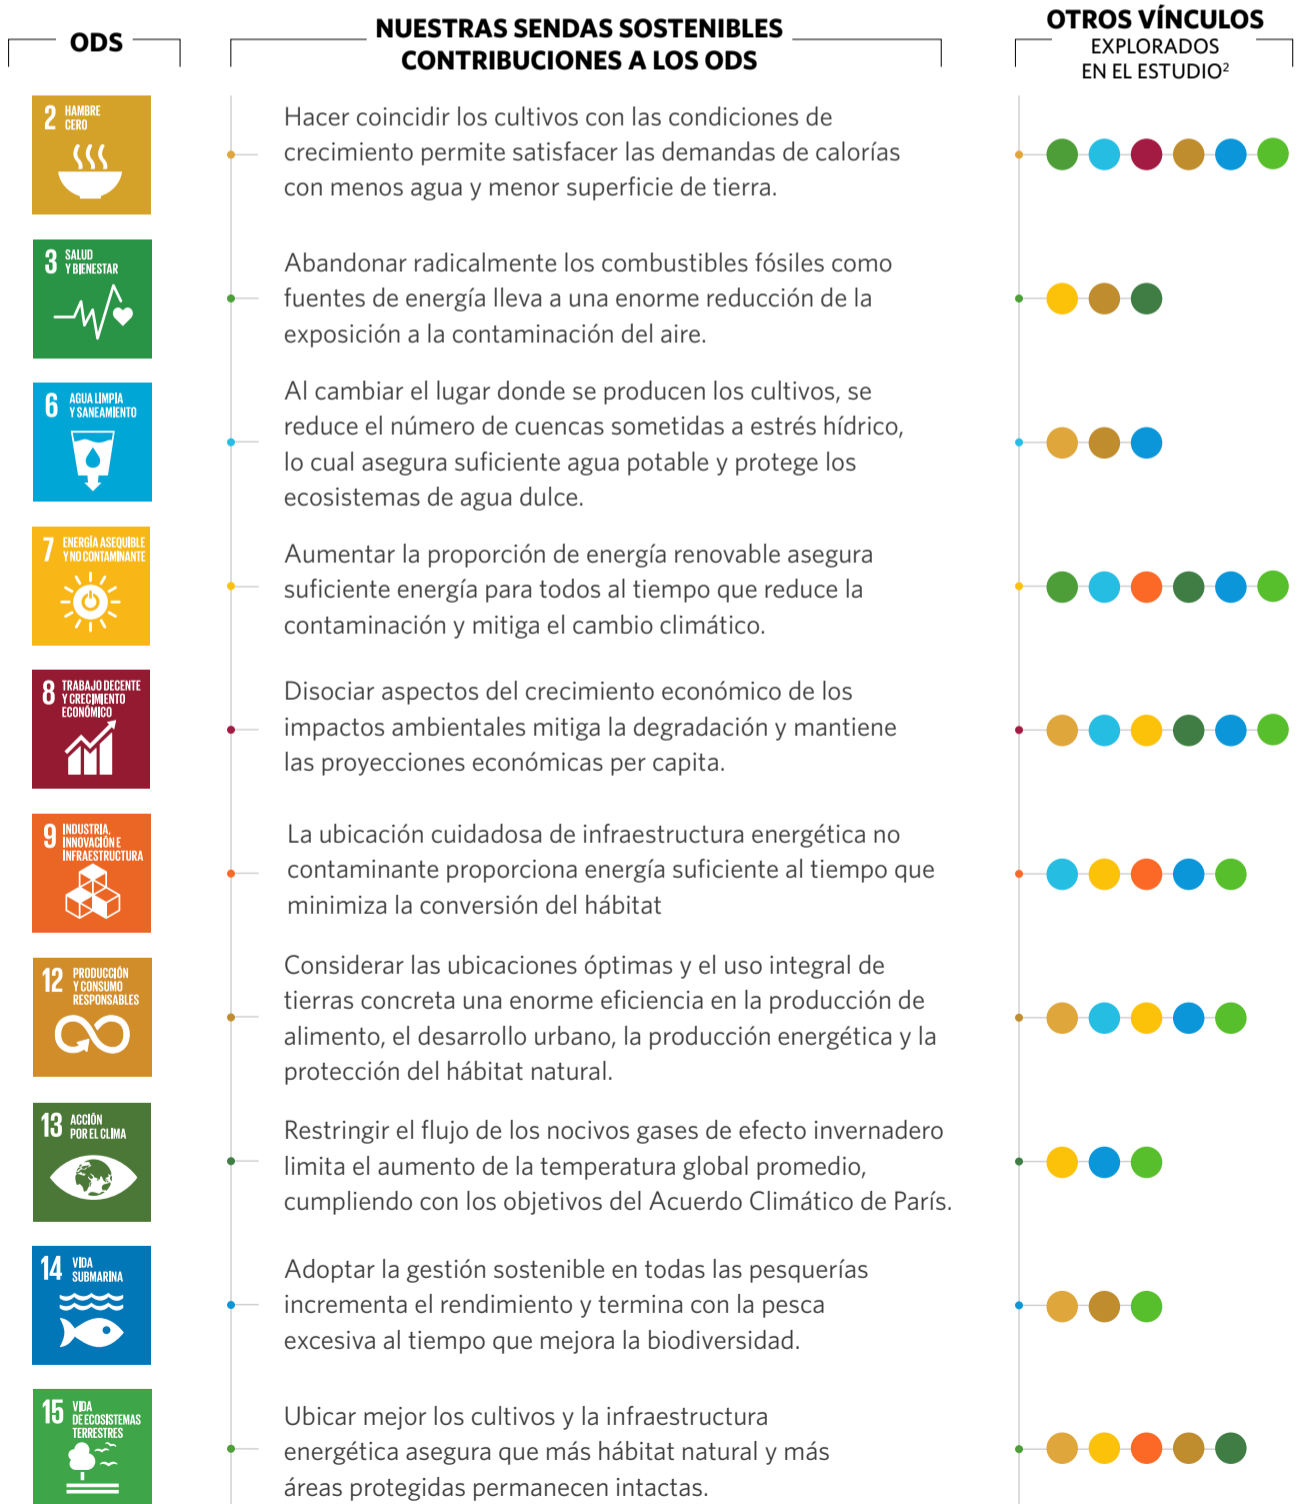 ODS
NUESTRAS SENDAS SOSTENIBLES
CONTRIBUCIONES A LOS ODS
OTROS VÍNCULOS
EXPLORADOS
EN EL ESTUDIO²
2 HAMBRE
CERO
Hacer coincidir los cultivos con las condiciones de
crecimiento permite satisfacer las demandas de calorías
con menos agua y menor superficie de tierra.
3 SALUD
Y BIENESTAR
Abandonar radicalmente los combustibles fósiles como
fuentes de energía lleva a una enorme reducción de la
exposición a la contaminación del aire.
6 AGUA LIMPIA
Y SANEAMIENTO
Al cambiar el lugar donde se producen los cultivos, se
reduce el número de cuencas sometidas a estrés hídrico,
lo cual asegura suficiente agua potable y protege los
ecosistemas de agua dulce.
7 ENERGÍA ASEQUIBLE
Y NO CONTAMINANTE
Aumentar la proporción de energía renovable asegura
suficiente energía para todos al tiempo que reduce la
contaminación y mitiga el cambio climático.
8 TRABAJO DECENTE
Y CRECIMIENTO
ECONÓMICO
Disociar aspectos del crecimiento económico de los
impactos ambientales mitiga la degradación y mantiene
las proyecciones económicas per capita.
9 INDUSTRIA,
INNOVACIÓN E
INFRAESTRUCTURA
La ubicación cuidadosa de infraestructura energética no
contaminante proporciona energía suficiente al tiempo que
minimiza la conversión del hábitat
12 PRODUCCIÓN
Y CONSUMO
RESPONSABLES
Considerar las ubicaciones óptimas y el uso integral de
tierras concreta una enorme eficiencia en la producción de
alimento, el desarrollo urbano, la producción energética y la
protección del hábitat natural.
13 ACCIÓN
POR EL CLIMA
Restringir el flujo de los nocivos gases de efecto invernadero
limita el aumento de la temperatura global promedio,
cumpliendo con los objetivos del Acuerdo Climático de París.
14 VIDA
SUBMARINA
Adoptar la gestión sostenible en todas las pesquerías
incrementa el rendimiento y termina con la pesca
excesiva al tiempo que mejora la biodiversidad.
15 VIDA
DE ECOSISTEMAS
TERRESTRES
Ubicar mejor los cultivos y la infraestructura
energética asegura que más hábitat natural y más
áreas protegidas permanecen intactas.